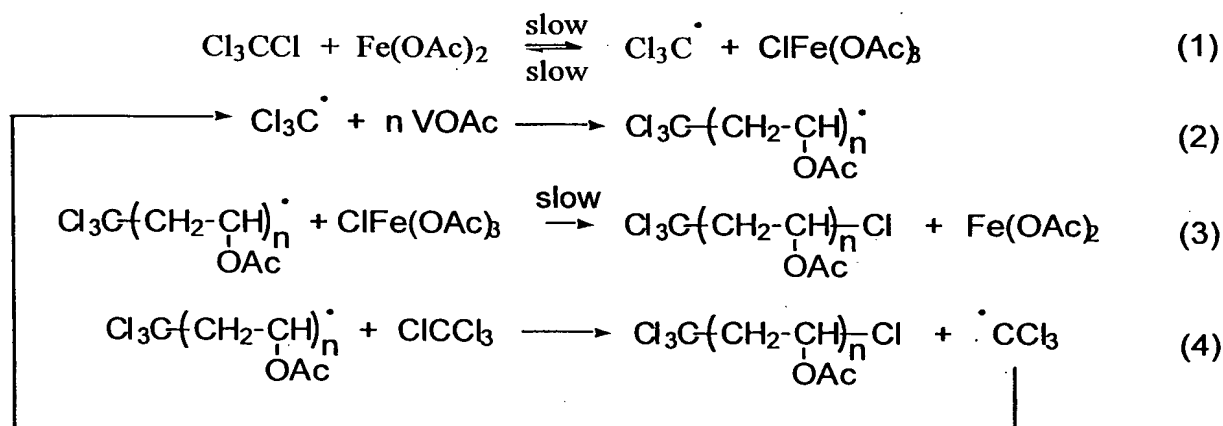 slow
Cl3CCl + Fe(OAc)2 ⇌ Cl3C• + ClFe(OAc)3 (1)
slow
Cl3C• + n VOAc → Cl3C-(CH2-CH)n• (2)
OAc
slow
Cl3C-(CH2-CH)n• + ClFe(OAc)3 → Cl3C-(CH2-CH)n-Cl + Fe(OAc)2 (3)
OAc OAc
Cl3C-(CH2-CH)n• + ClCCl3 → Cl3C-(CH2-CH)n-Cl + •CCl3 (4)
OAc OAc